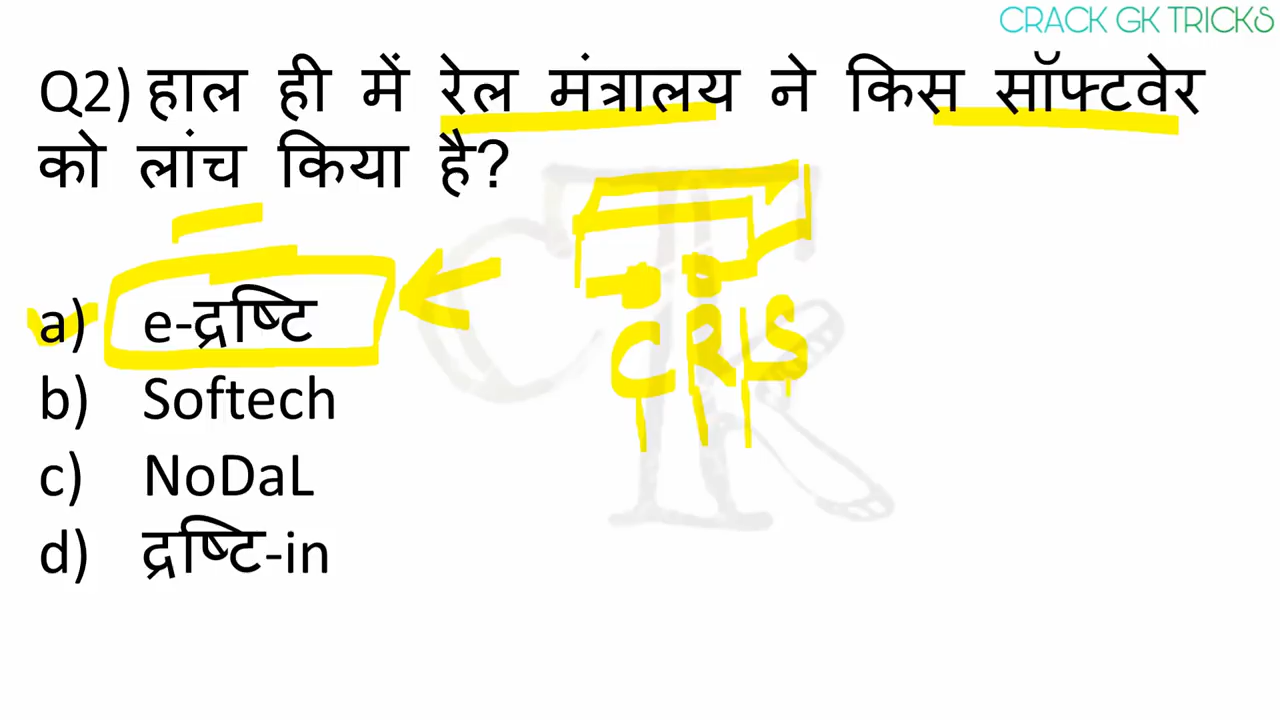 CRACK GK TRICKS
Q2) हाल ही में रेल मंत्रालय ने किस सॉफ्टवेर
को लांच किया है?
a) e-द्रष्टि
CRIS
b) Softech
c) NoDaL
d) द्रष्टि-in